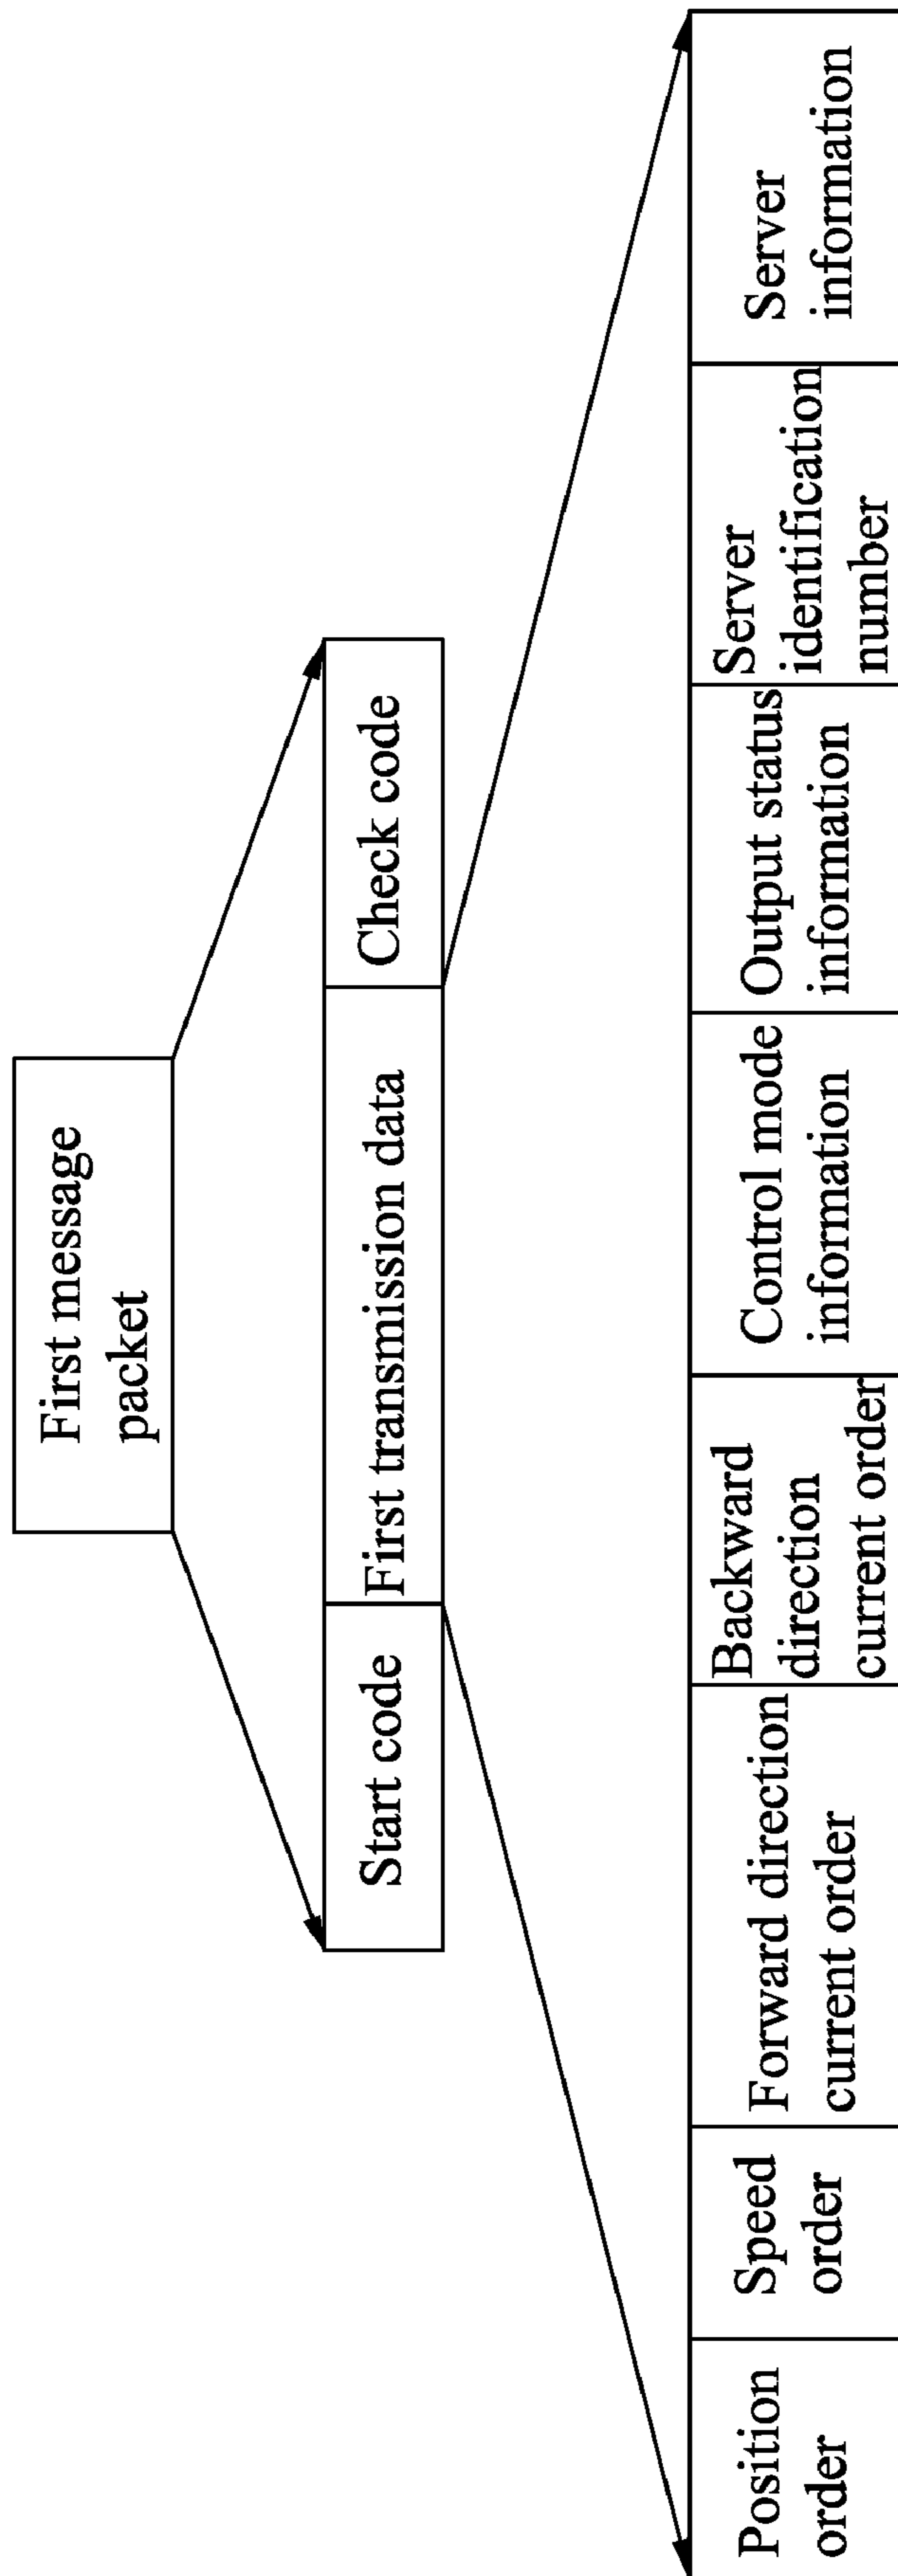 First message
packet
Start code
First transmission data
Check code
Position
order
Speed
order
Forward direction
current order
Backward
direction
current order
Control mode
information
Output status
information
Server
identification
number
Server
information